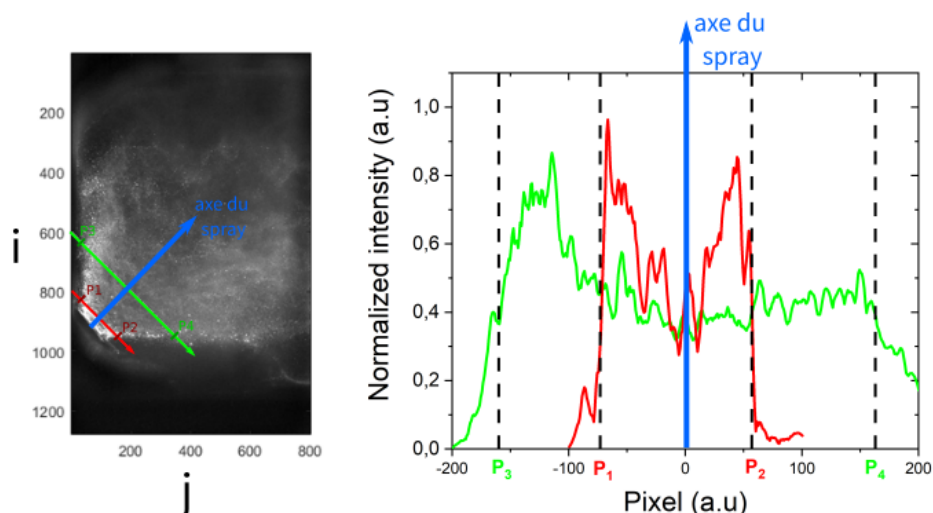 200
400
600
800
1000
1200
i
200
400
600
800
j
P3
P1
P2
P4
axe du
spray
axe du
spray
Normalized intensity (a.u)
1,0
0,8
0,6
0,4
0,2
0,0
-200
-100
0
100
200
P3
P1
P2
P4
Pixel (a.u)